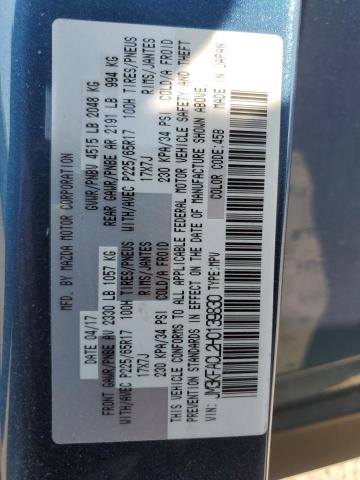 MFD. BY MAZDA MOTOR CORPORATION
DATE 04/17 GVWR/PNBV 4515 LB 2048 KG
FRONT GAWR/PNBE AV 2330 LB 1057 KG REAR GAWR/PNBE AR 2191 LB 994 KG
WITH/AVEC P225/65R17 100H TIRES/PNEUS WITH/AVEC P225/65R17 100H TIRES/PNEUS
17X7J RIMS/JANTES 17X7J RIMS/JANTES
230 KPA/34 PSI COLD/A FROID 230 KPA/34 PSI COLD/A FROID
THIS VEHICLE CONFORMS TO ALL APPLICABLE FEDERAL MOTOR VEHICLE SAFETY AND THEFT
PREVENTION STANDARDS IN EFFECT ON THE DATE OF MANUFACTURE SHOWN ABOVE.
VIN: JM3KFACL2H0139830 TYPE: MPV COLOR CODE: 45B MADE IN JAPAN